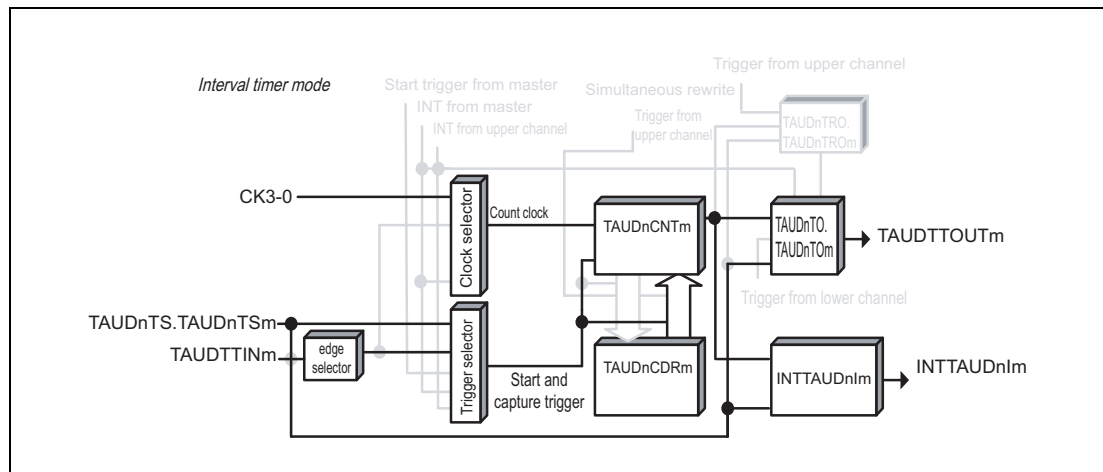 Trigger from upper channel
Interval timer mode
Start trigger from master
Simultaneous rewrite
INT from master
Trigger from
upper channel
INT from upper channel
TAUDnTRO.
TAUDnTROm
CK3-0
Clock selector
Count clock
TAUDnCNTm
TAUDnTO.
TAUDnTOm
TAUDTTOUTm
Trigger from lower channel
TAUDnTS.TAUDnTSm
TAUDTTINm
edge
selector
Trigger selector
Start and
capture trigger
TAUDnCDRm
INTTAUDnIm
INTTAUDnIm